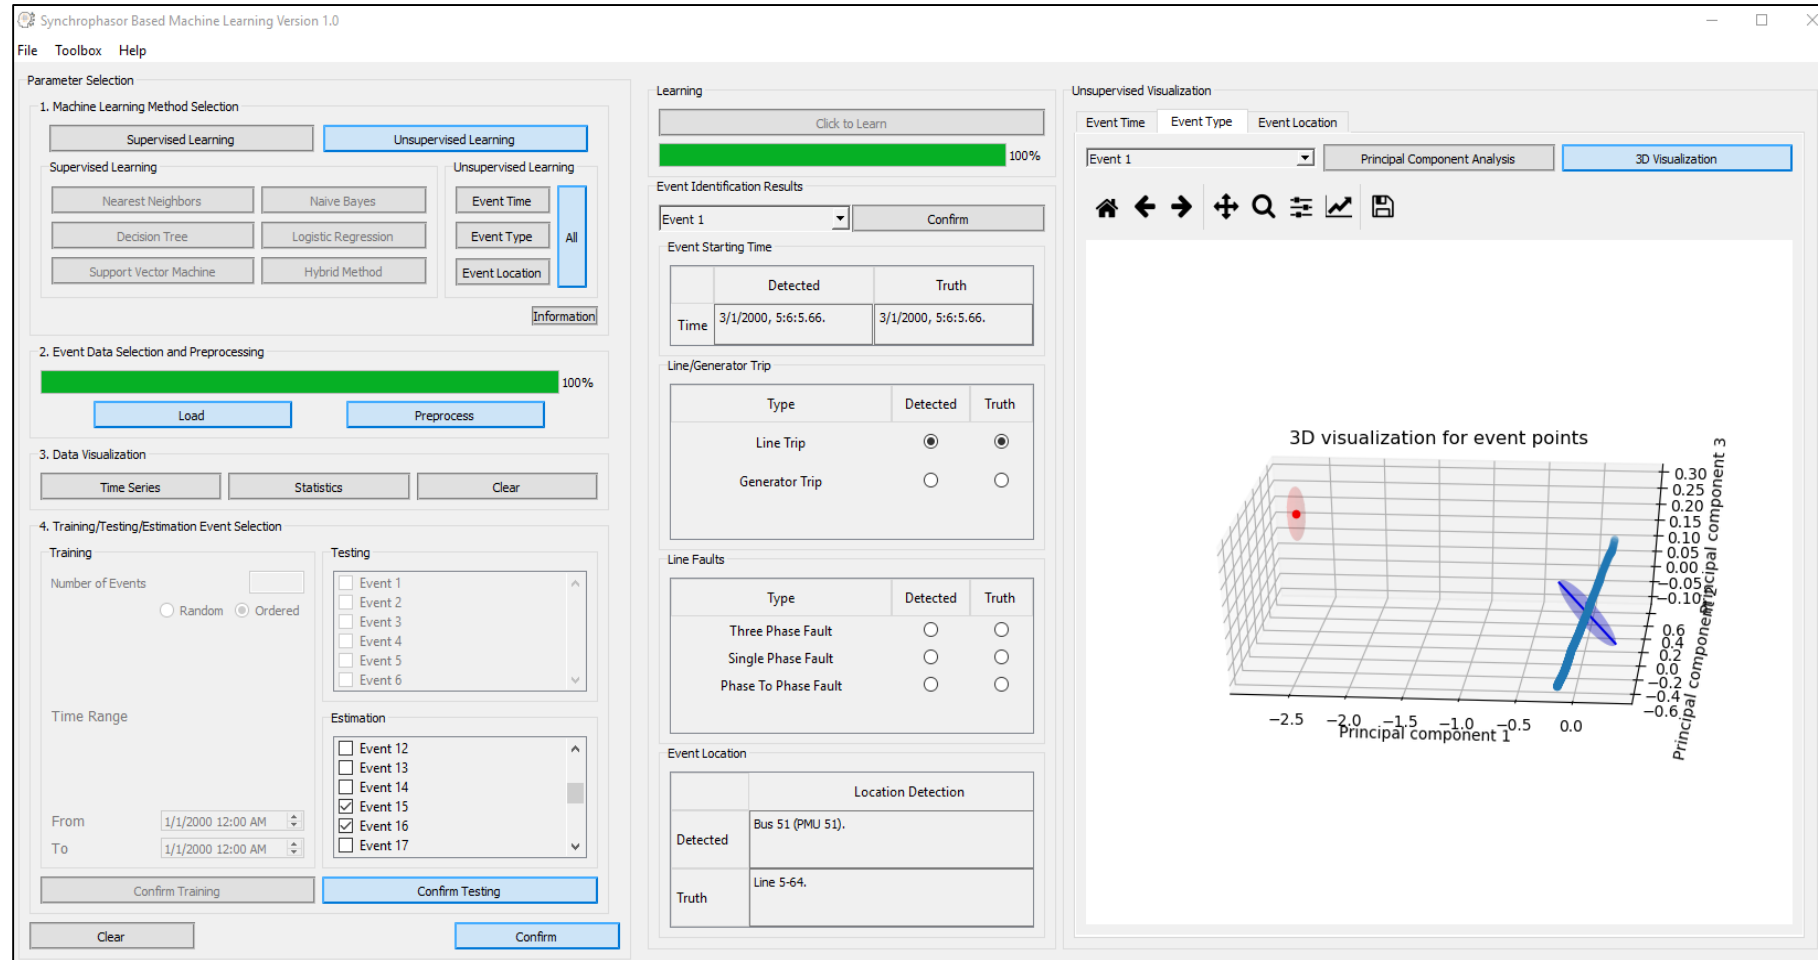 Synchrophasor Based Machine Learning Version 1.0
File Toolbox Help
Parameter Selection
1. Machine Learning Method Selection
Supervised Learning Unsupervised Learning
Supervised Learning Unsupervised Learning
Nearest Neighbors Naive Bayes Event Time
Decision Tree Logistic Regression Event Type All
Support Vector Machine Hybrid Method Event Location
Information
2. Event Data Selection and Preprocessing
100%
Load Preprocess
3. Data Visualization
Time Series Statistics Clear
4. Training/Testing/Estimation Event Selection
Training
Number of Events
Random Ordered
Time Range
From 1/1/2000 12:00 AM
To 1/1/2000 12:00 AM
Testing
Event 1
Event 2
Event 3
Event 4
Event 5
Event 6
Estimation
Event 12
Event 13
Event 14
Event 15
Event 16
Event 17
Confirm Training Confirm Testing
Clear Confirm
Learning
Click to Learn
100%
Event Identification Results
Event 1 Confirm
Event Starting Time
Detected Truth
Time 3/1/2000, 5:6:5.66. 3/1/2000, 5:6:5.66.
Line/Generator Trip
Type Detected Truth
Line Trip
Generator Trip
Line Faults
Type Detected Truth
Three Phase Fault
Single Phase Fault
Phase To Phase Fault
Event Location
Location Detection
Detected Bus 51 (PMU 51).
Truth Line 5-64.
Unsupervised Visualization
Event Time Event Type Event Location
Event 1 Principal Component Analysis 3D Visualization
3D visualization for event points
0.30
0.25
0.20
0.15
0.10
0.05
0.00
−0.05
−0.10
Principal component 3
0.6
0.4
0.2
0.0
−0.2
−0.4
−0.6
Principal component 2
−2.5 −2.0 −1.5 −1.0 −0.5 0.0
Principal component 1